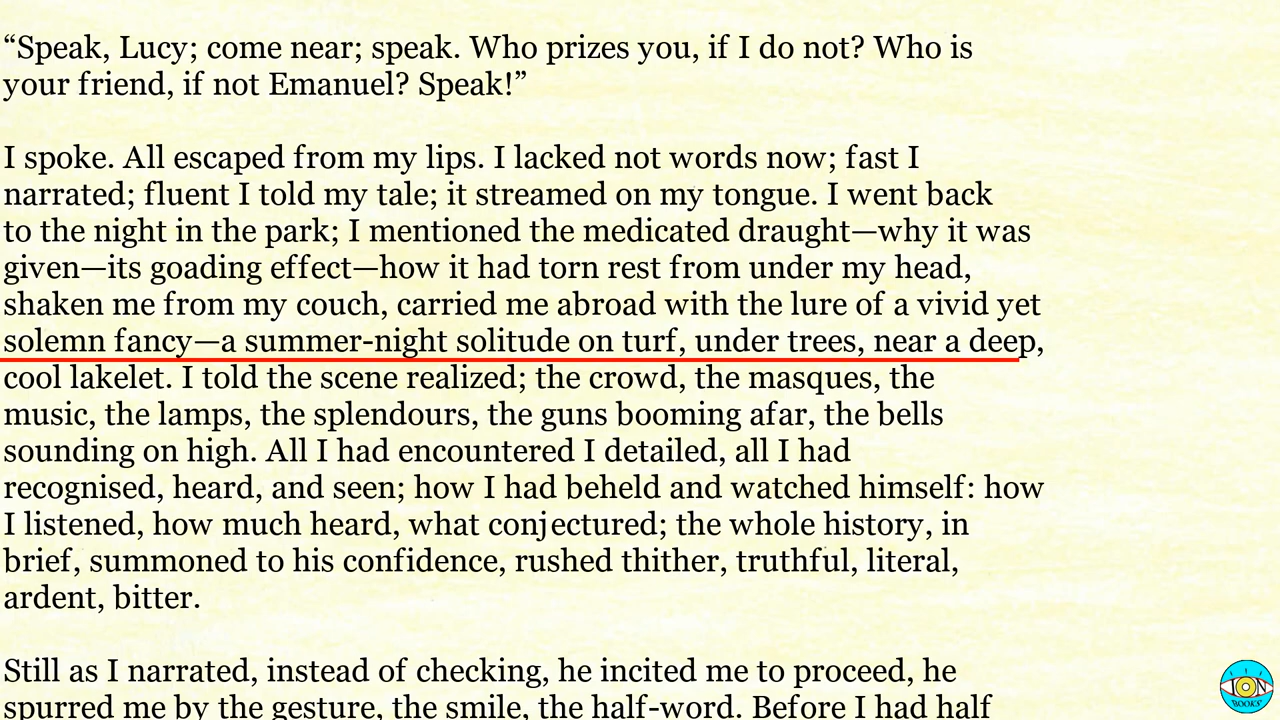 “Speak, Lucy; come near; speak. Who prizes you, if I do not? Who is
your friend, if not Emanuel? Speak!”
I spoke. All escaped from my lips. I lacked not words now; fast I
narrated; fluent I told my tale; it streamed on my tongue. I went back
to the night in the park; I mentioned the medicated draught—why it was
given—its goading effect—how it had torn rest from under my head,
shaken me from my couch, carried me abroad with the lure of a vivid yet
solemn fancy—a summer-night solitude on turf, under trees, near a deep,
cool lakelet. I told the scene realized; the crowd, the masques, the
music, the lamps, the splendours, the guns booming afar, the bells
sounding on high. All I had encountered I detailed, all I had
recognised, heard, and seen; how I had beheld and watched himself: how
I listened, how much heard, what conjectured; the whole history, in
brief, summoned to his confidence, rushed thither, truthful, literal,
ardent, bitter.
Still as I narrated, instead of checking, he incited me to proceed, he
spurred me by the gesture, the smile, the half-word. Before I had half
ION
BOOKS